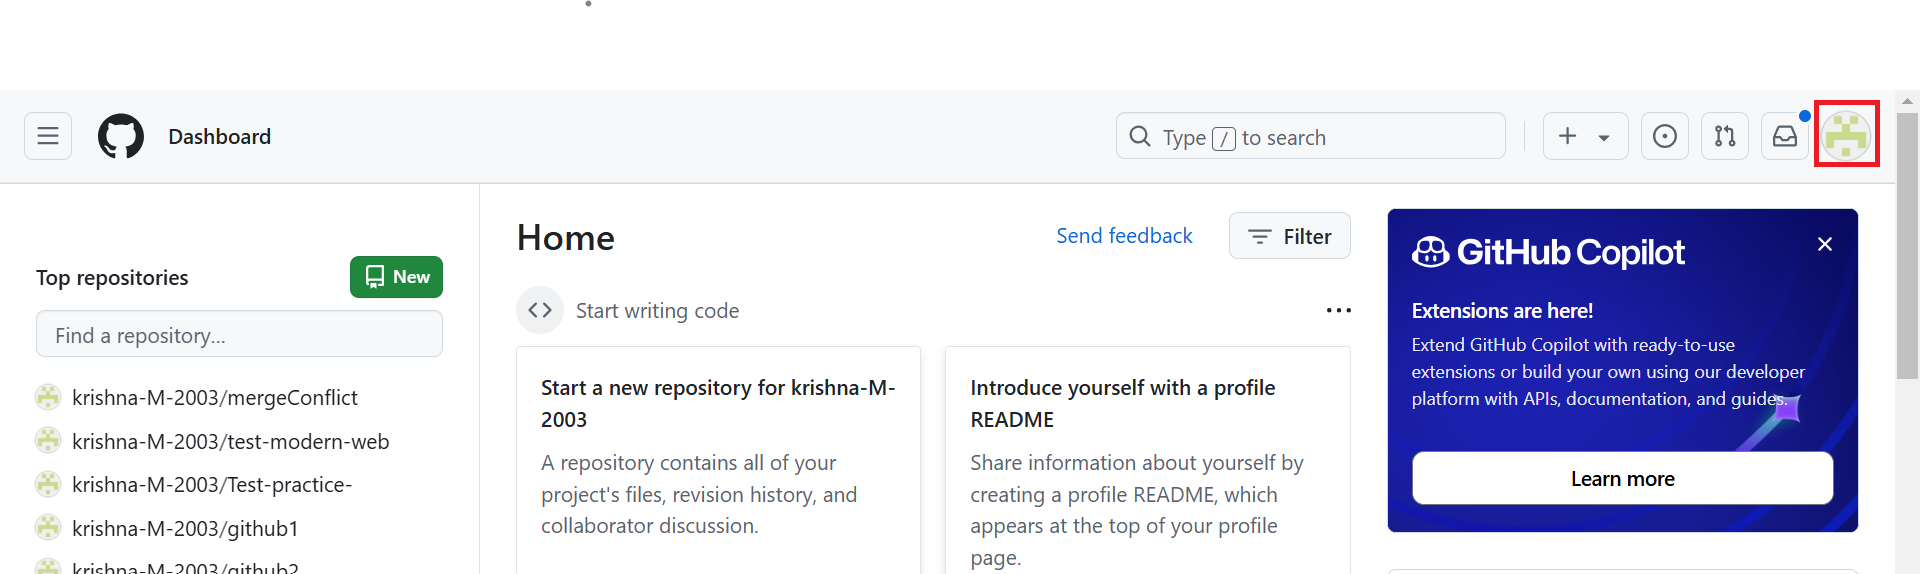 Dashboard
Type / to search
Top repositories
New
Find a repository...
krishna-M-2003/mergeConflict
krishna-M-2003/test-modern-web
krishna-M-2003/Test-practice-
krishna-M-2003/github1
krishna-M-2003/github2
Home
Send feedback
Filter
Start writing code
Start a new repository for krishna-M-
2003
A repository contains all of your
project's files, revision history, and
collaborator discussion.
Introduce yourself with a profile
README
Share information about yourself by
creating a profile README, which
appears at the top of your profile
page.
GitHub Copilot
Extensions are here!
Extend GitHub Copilot with ready-to-use
extensions or build your own using our developer
platform with APIs, documentation, and guides.
Learn more